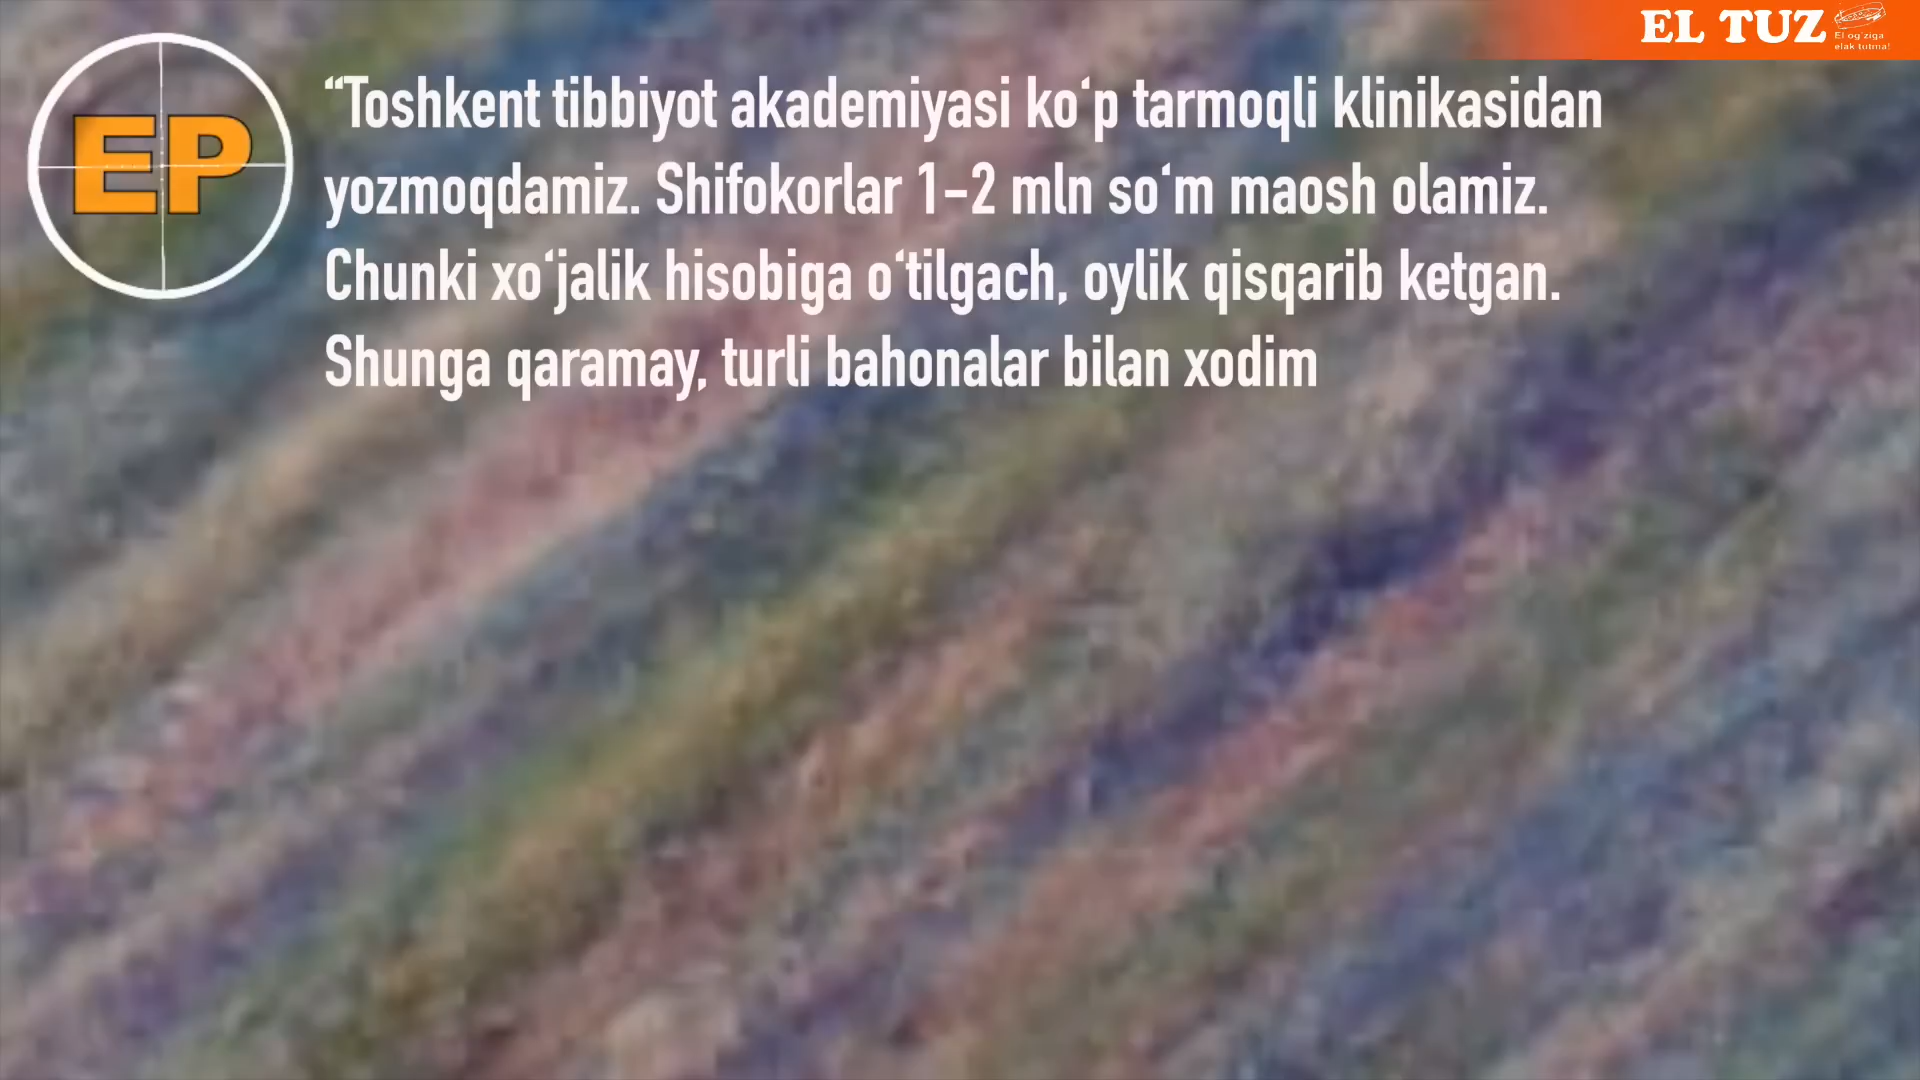 EL TUZ
El og'ziga
elak tutma!
EP
“Toshkent tibbiyot akademiyasi ko‘p tarmoqli klinikasidan
yozmoqdamiz. Shifokorlar 1-2 mln so‘m maosh olamiz.
Chunki xo‘jalik hisobiga o‘tilgach, oylik qisqarib ketgan.
Shunga qaramay, turli bahonalar bilan xodim